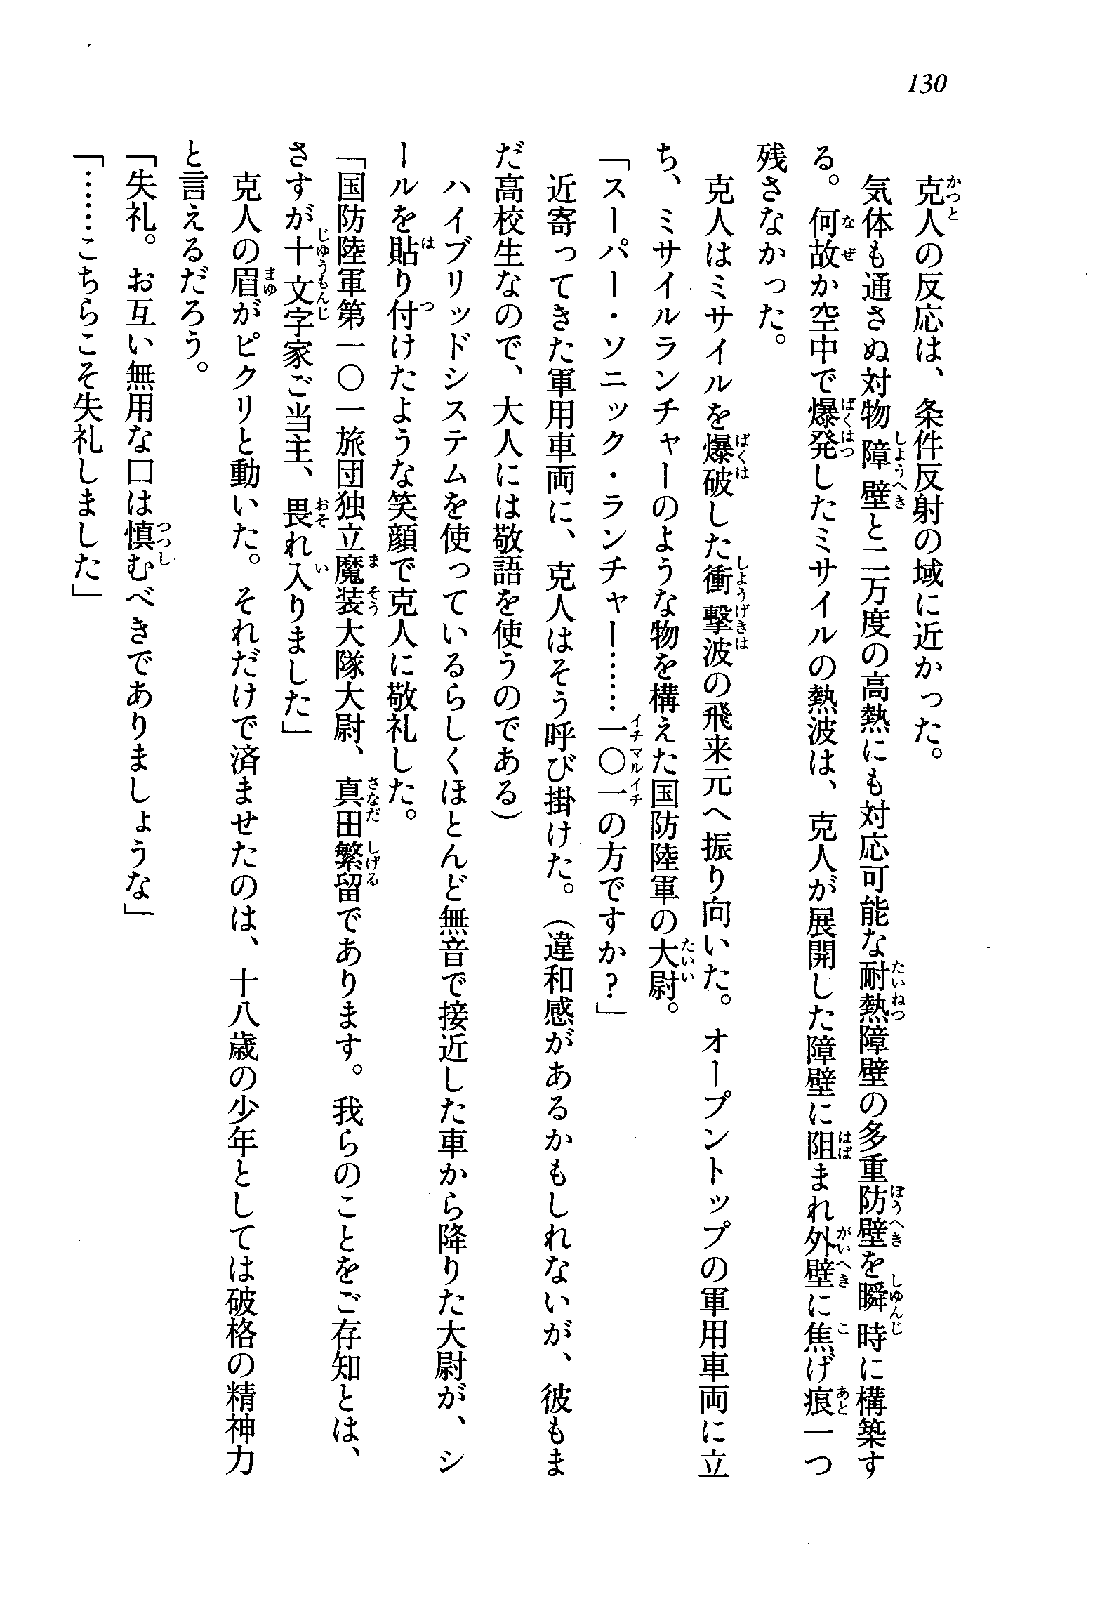 130
克人の反応は、条件反射の域に近かった。
気体も通さぬ対物障壁と二万度の高熱にも対応可能な耐熱障壁の多重防壁を瞬時に構築す
る。何故か空中で爆発したミサイルの熱波は、克人が展開した障壁に阻まれ外壁に焦げ痕一つ
残さなかった。
克人はミサイルを爆破した衝撃波の飛来元へ振り向いた。オープントップの軍用車両に立
ち、ミサイルランチャーのような物を構えた国防陸軍の大尉。
「スーパー・ソニック・ランチャー……一〇一の方ですか？」
近寄ってきた軍用車両に、克人はそう呼び掛けた。（違和感があるかもしれないが、彼もま
だ高校生なので、大人には敬語を使うのである）
ハイブリッドシステムを使っているらしくほとんど無音で接近した車から降りた大尉が、シ
ールを貼り付けたような笑顔で克人に敬礼した。
「国防陸軍第一〇一旅団独立魔装大隊大尉、真田繁留であります。我らのことをご存知とは、
さすが十文字家ご当主、畏れ入りました」
克人の眉がピクリと動いた。それだけで済ませたのは、十八歳の少年としては破格の精神力
と言えるだろう。
「失礼。お互い無用な口は慎むべきでありましょうな」
「……こちらこそ失礼しました」